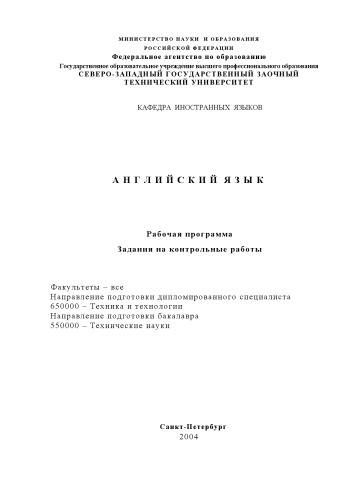 МИНИСТЕРСТВО НАУКИ И ОБРАЗОВАНИЯ
РОССИЙСКОЙ ФЕДЕРАЦИИ
Федеральное агентство по образованию
Государственное образовательное учреждение высшего профессионального образования
СЕВЕРО-ЗАПАДНЫЙ ГОСУДАРСТВЕННЫЙ ЗАОЧНЫЙ
ТЕХНИЧЕСКИЙ УНИВЕРСИТЕТ
КАФЕДРА ИНОСТРАННЫХ ЯЗЫКОВ
АНГЛИЙСКИЙ ЯЗЫК
Рабочая программа
Задания на контрольные работы
Факультеты – все
Направление подготовки дипломированного специалиста
650000 – Техника и технологии
Направление подготовки бакалавра
550000 – Технические науки
Санкт-Петербург
2004